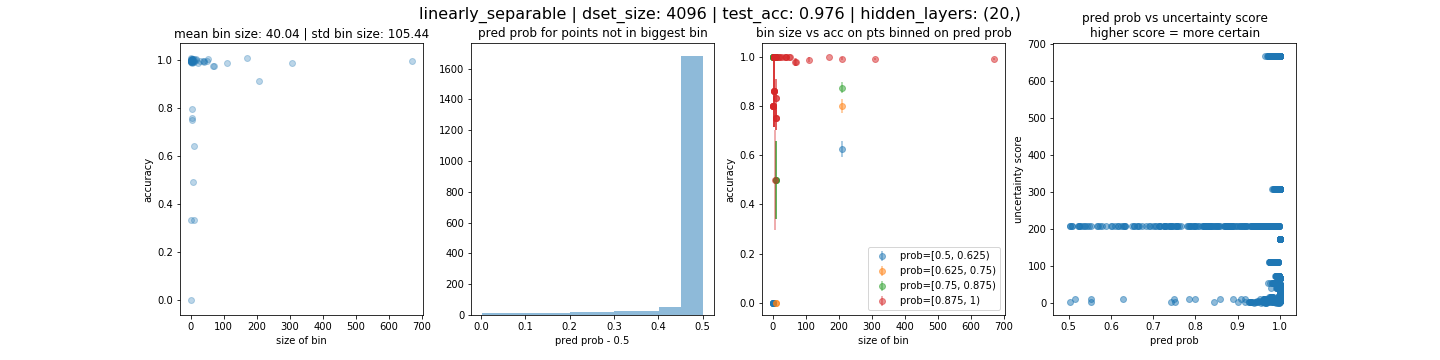 linearly_separable | dset_size: 4096 | test_acc: 0.976 | hidden_layers: (20,)
mean bin size: 40.04 | std bin size: 105.44
accuracy
1.0
0.8
0.6
0.4
0.2
0.0
0 100 200 300 400 500 600 700
size of bin
pred prob for points not in biggest bin
1600
1400
1200
1000
800
600
400
200
0
0.0 0.1 0.2 0.3 0.4 0.5
pred prob - 0.5
bin size vs acc on pts binned on pred prob
accuracy
1.0
0.8
0.6
0.4
0.2
0.0
prob=[0.5, 0.625)
prob=[0.625, 0.75)
prob=[0.75, 0.875)
prob=[0.875, 1)
0 100 200 300 400 500 600 700
size of bin
pred prob vs uncertainty score
higher score = more certain
uncertainty score
700
600
500
400
300
200
100
0
0.5 0.6 0.7 0.8 0.9 1.0
pred prob